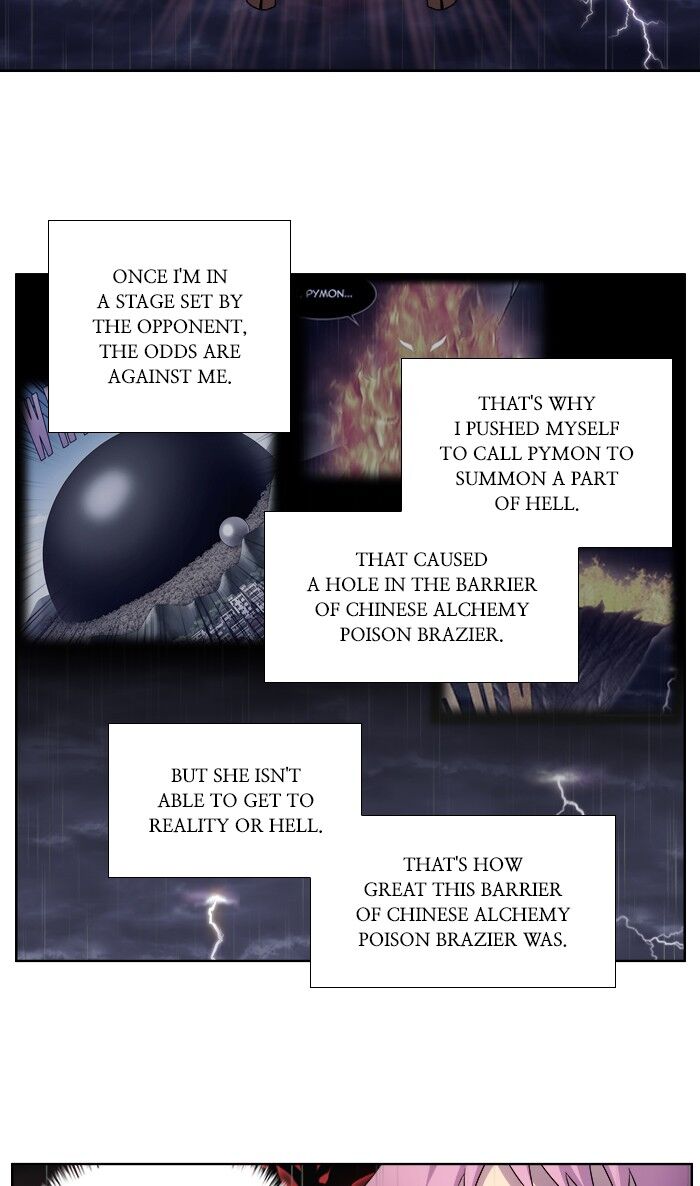 ONCE I'M IN
A STAGE SET BY
THE OPPONENT,
THE ODDS ARE
AGAINST ME.
PYMON...
THAT'S WHY
I PUSHED MYSELF
TO CALL PYMON TO
SUMMON A PART
OF HELL.
THAT CAUSED
A HOLE IN THE BARRIER
OF CHINESE ALCHEMY
POISON BRAZIER.
BUT SHE ISN'T
ABLE TO GET TO
REALITY OR HELL.
THAT'S HOW
GREAT THIS BARRIER
OF CHINESE ALCHEMY
POISON BRAZIER WAS.